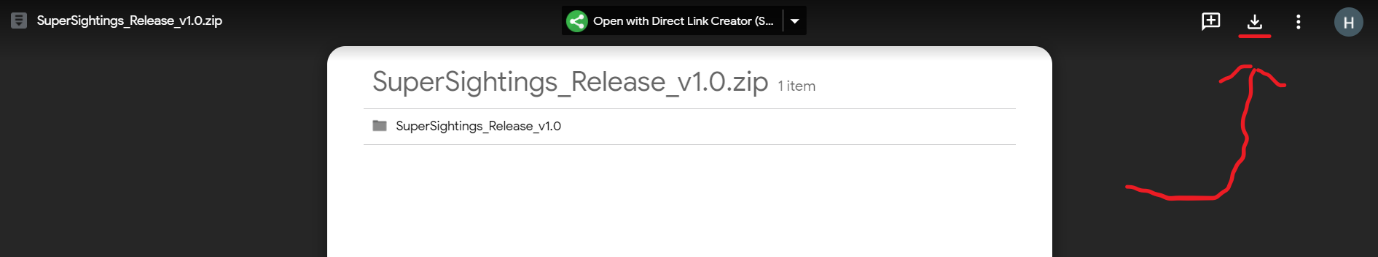 SuperSightings_Release_v1.0.zip
Open with Direct Link Creator (S...
H
SuperSightings_Release_v1.0.zip 1 item
SuperSightings_Release_v1.0